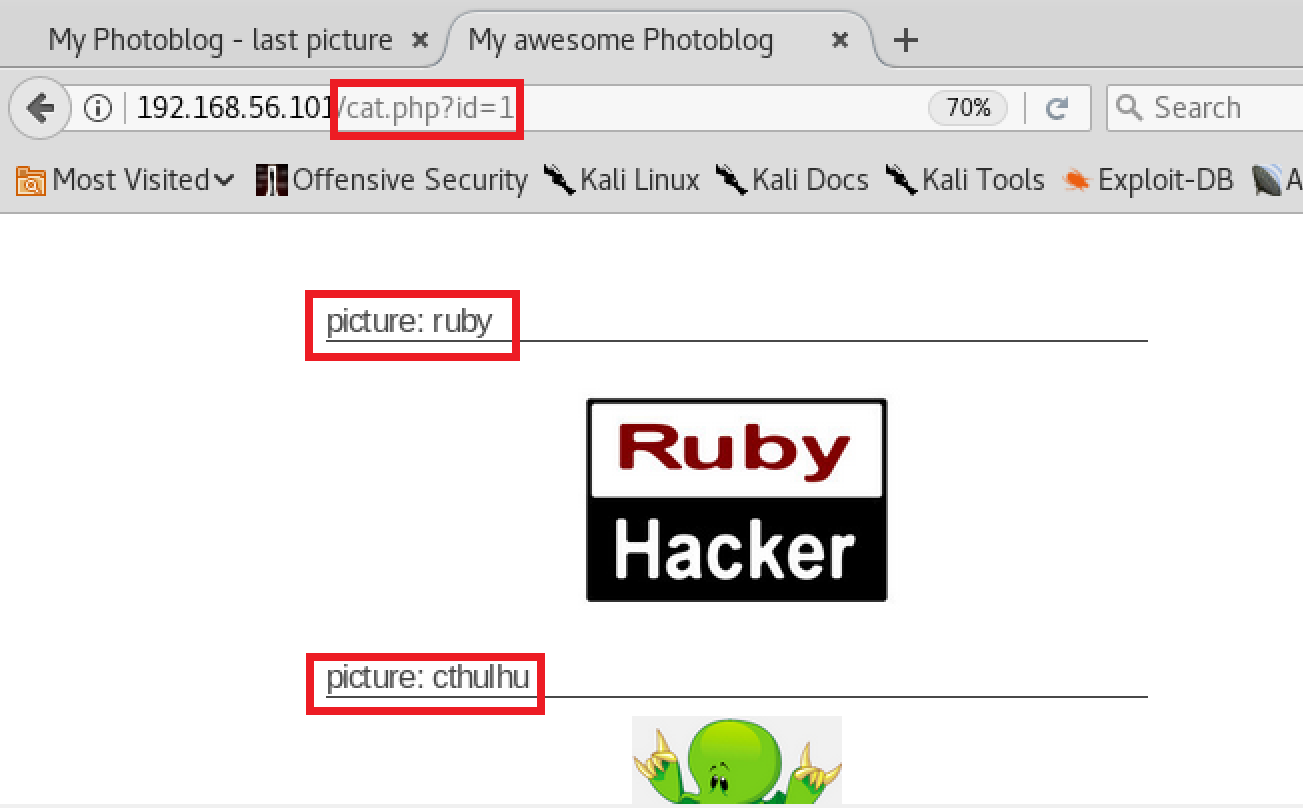 My Photoblog - last picture × My awesome Photoblog × +
192.168.56.101/cat.php?id=1 70% Search
Most Visited Offensive Security Kali Linux Kali Docs Kali Tools Exploit-DB A
picture: ruby
Ruby
Hacker
picture: cthulhu